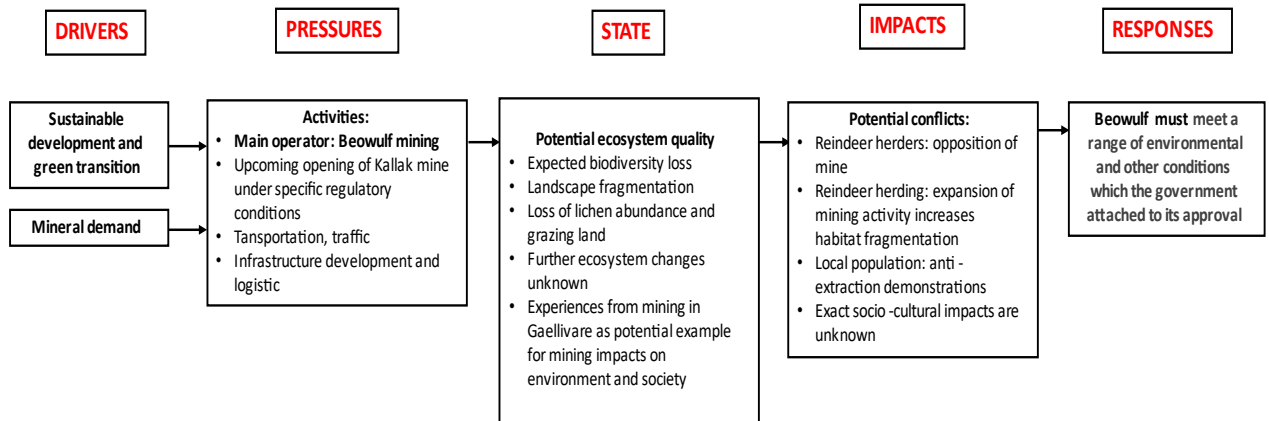 DRIVERS
PRESSURES
STATE
IMPACTS
RESPONSES
Sustainable
development and
green transition
Mineral demand
Activities:
• Main operator: Beowulf mining
• Upcoming opening of Kallak mine
under specific regulatory
conditions
• Tansportation, traffic
• Infrastructure development and
logistic
Potential ecosystem quality
• Expected biodiversity loss
• Landscape fragmentation
• Loss of lichen abundance and
grazing land
• Further ecosystem changes
unknown
• Experiences from mining in
Gaellivare as potential example
for mining impacts on
environment and society
Potential conflicts:
• Reindeer herders: opposition of
mine
• Reindeer herding: expansion of
mining activity increases
habitat fragmentation
• Local population: anti -
extraction demonstrations
• Exact socio -cultural impacts are
unknown
Beowulf must meet a
range of environmental
and other conditions
which the government
attached to its approval